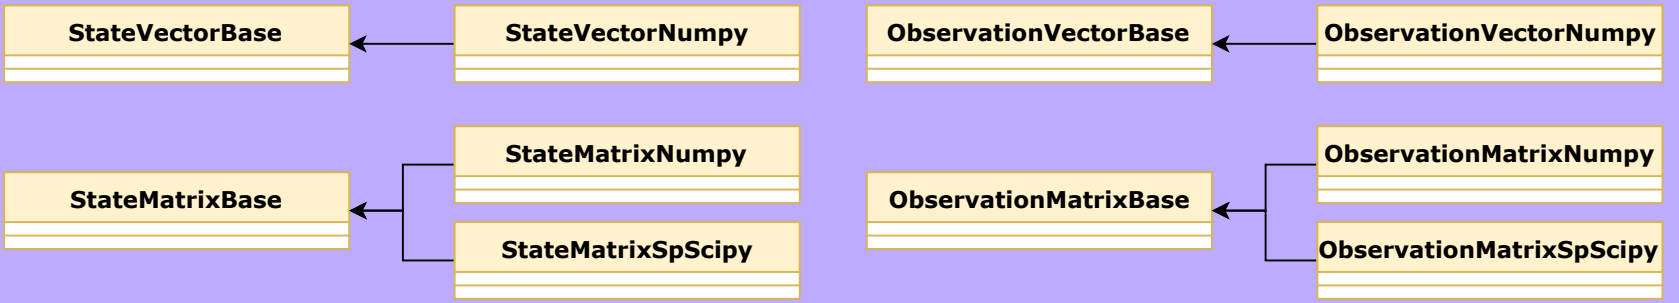 StateVectorBase
StateVectorNumpy
ObservationVectorBase
ObservationVectorNumpy
StateMatrixNumpy
ObservationMatrixNumpy
StateMatrixBase
ObservationMatrixBase
StateMatrixSpScipy
ObservationMatrixSpScipy